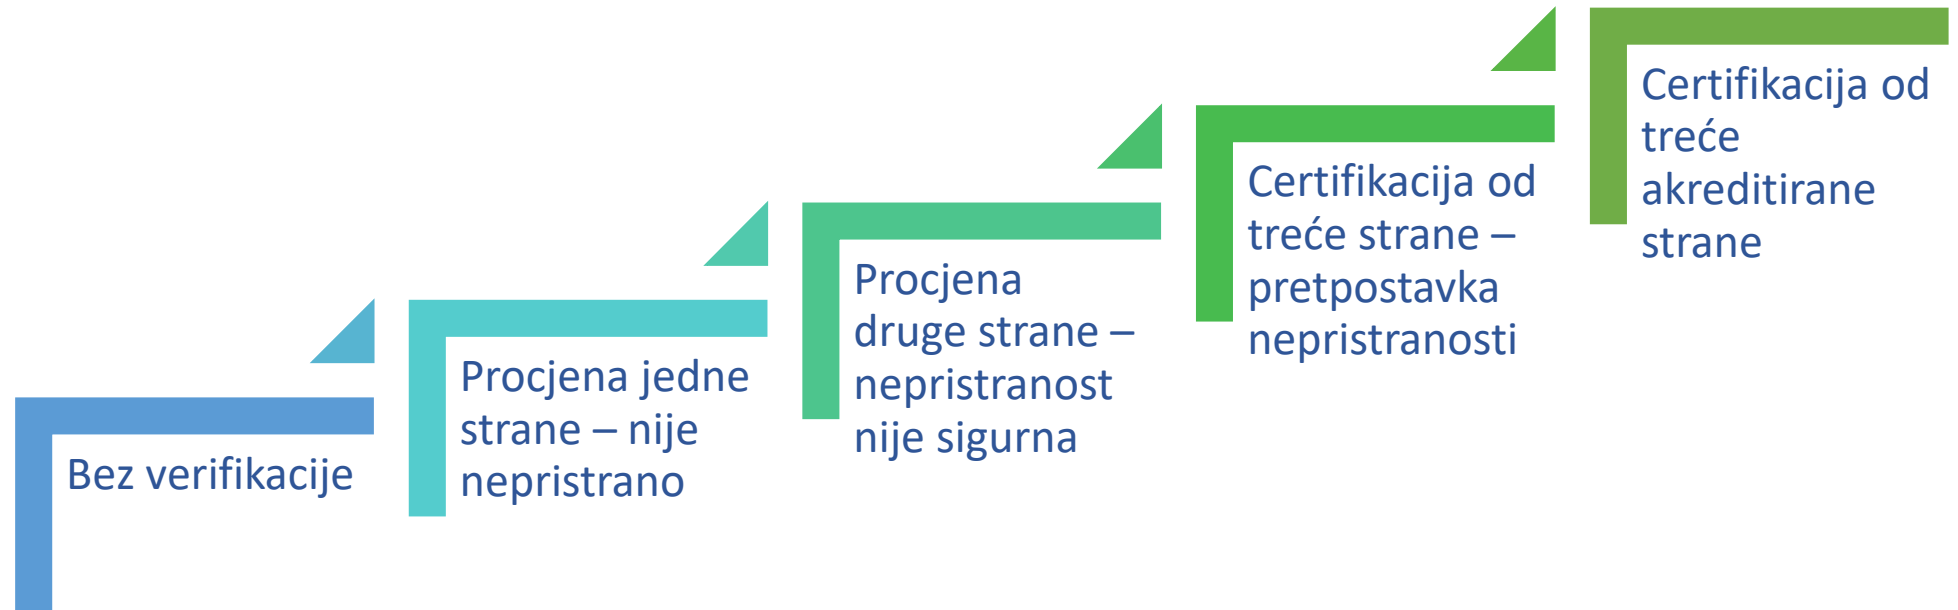 Bez verifikacije
Procjena jedne
strane – nije
nepristrano
Procjena
druge strane –
nepristranost
nije sigurna
Certifikacija od
treće strane –
pretpostavka
nepristranosti
Certifikacija od
treće
akreditirane
strane